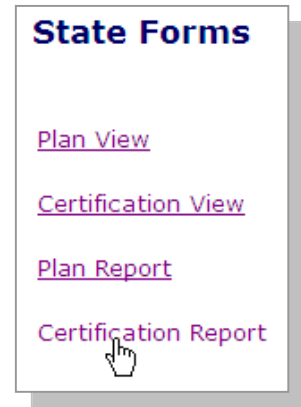 State Forms
Plan View
Certification View
Plan Report
Certification Report